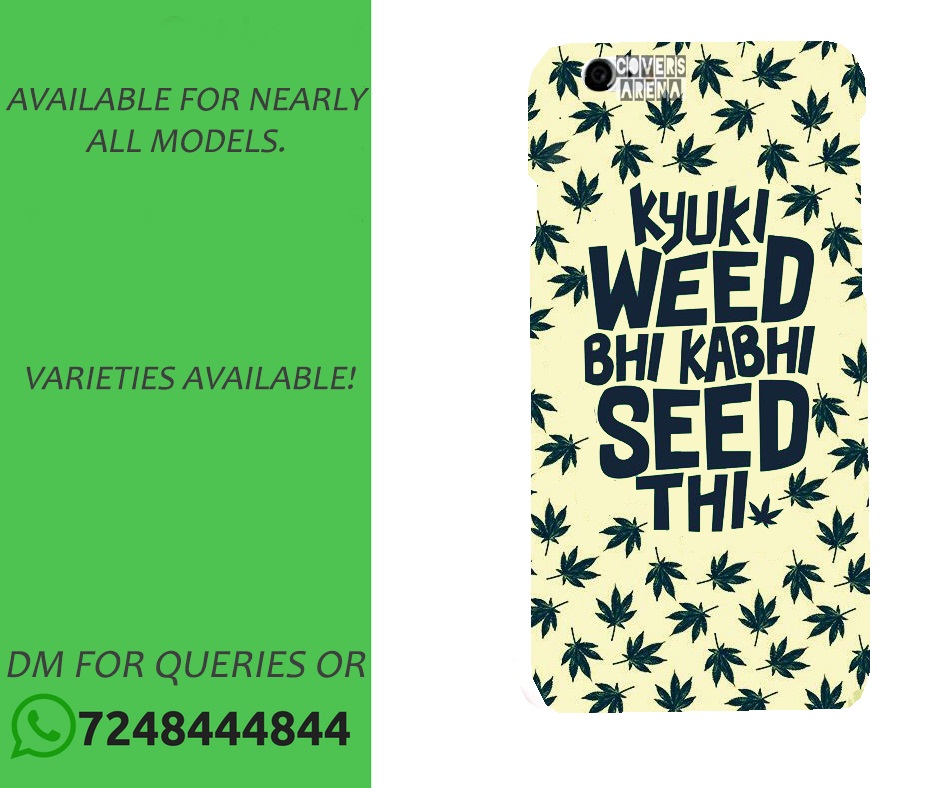 AVAILABLE FOR NEARLY
ALL MODELS.
VARIETIES AVAILABLE!
DM FOR QUERIES OR
7248444844
COVERS
ARENA
KYUKI
WEED
BHI KABHI
SEED
THI